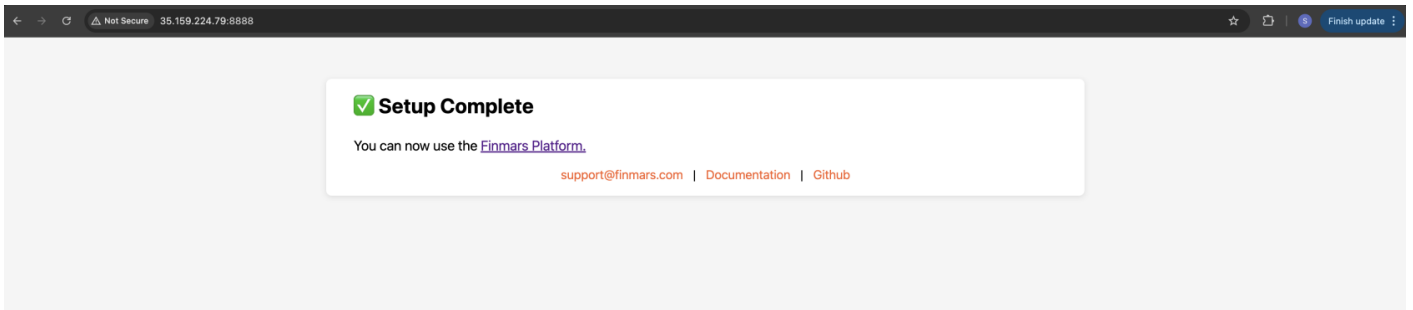 Not Secure 35.159.224.79:8888
S
Finish update
Setup Complete
You can now use the Finmars Platform.
support@finmars.com | Documentation | Github